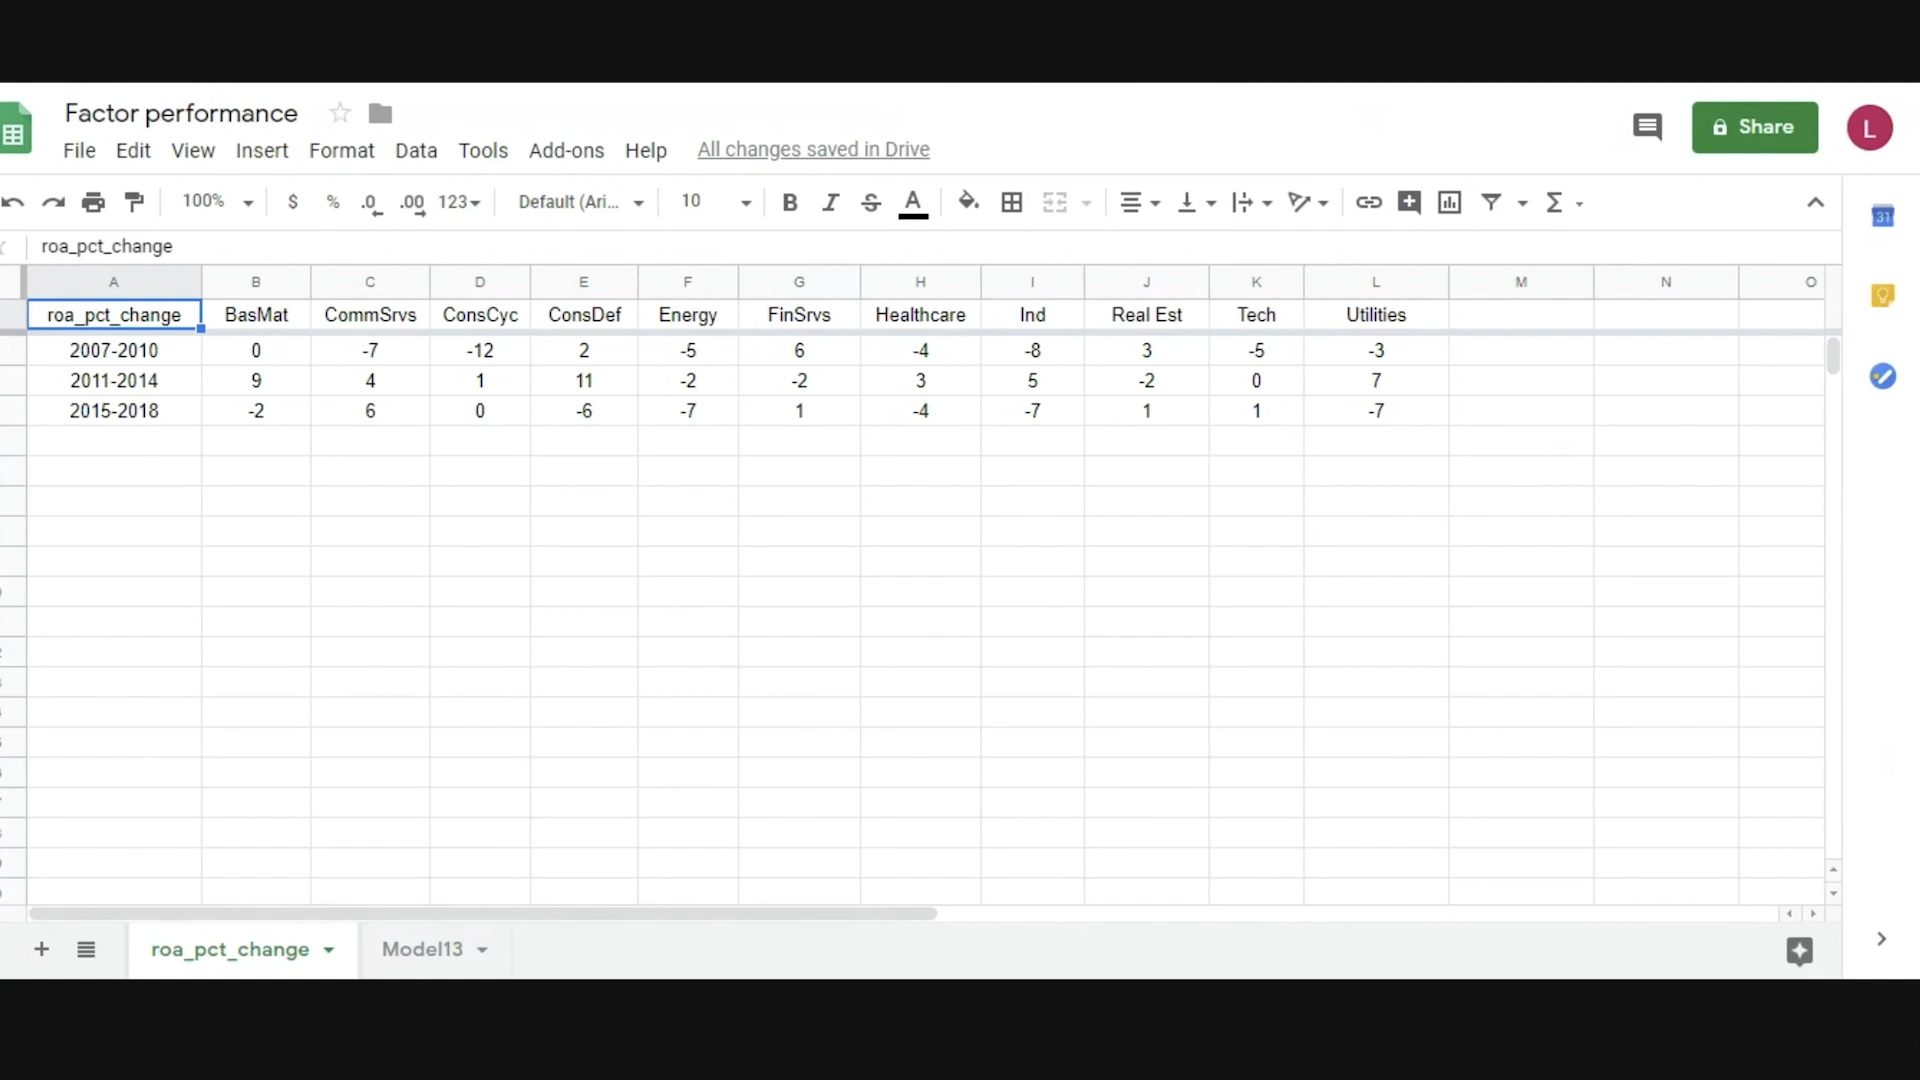 Factor performance
File Edit View Insert Format Data Tools Add-ons Help All changes saved in Drive
Share
L
100% $ % .0 .00 123 Default (Ari... 10 B I S A Σ
31
roa_pct_change
A B C D E F G H I J K L M N O
roa_pct_change BasMat CommSrvs ConsCyc ConsDef Energy FinSrvs Healthcare Ind Real Est Tech Utilities
2007-2010 0 -7 -12 2 -5 6 -4 -8 3 -5 -3
2011-2014 9 4 1 11 -2 -2 3 5 -2 0 7
2015-2018 -2 6 0 -6 -7 1 -4 -7 1 1 -7
roa_pct_change Model13